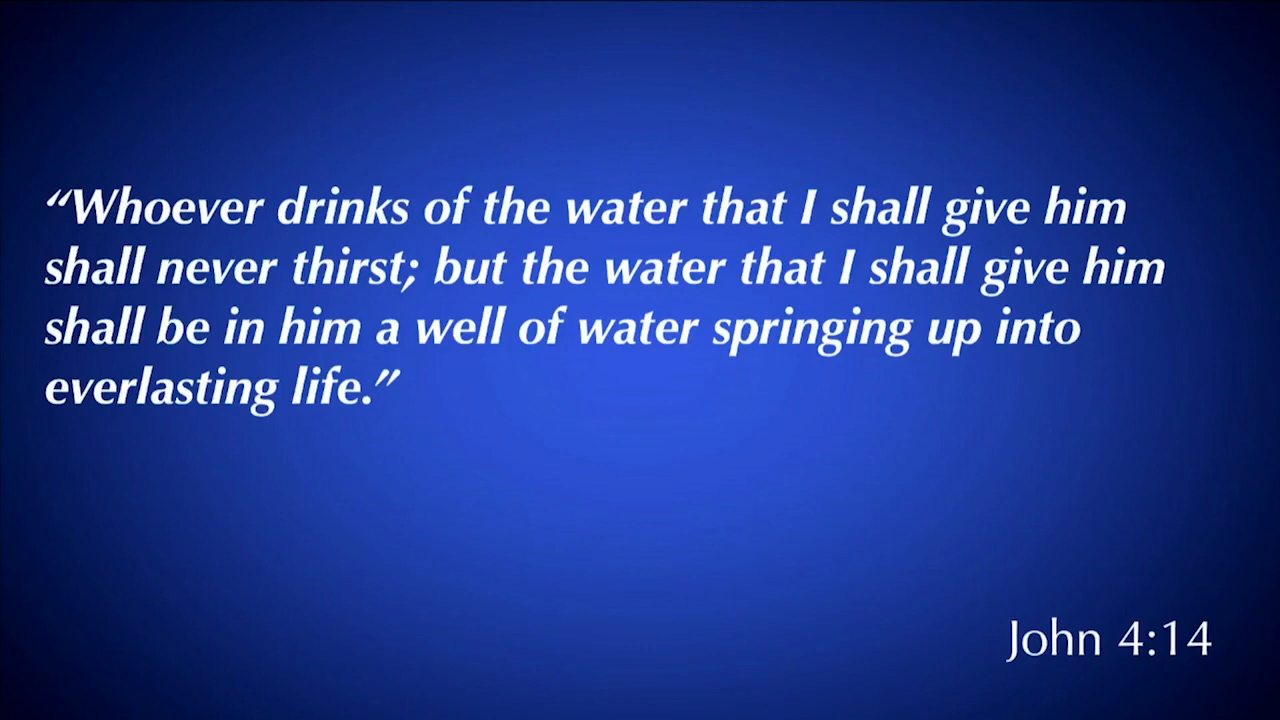 “Whoever drinks of the water that I shall give him
shall never thirst; but the water that I shall give him
shall be in him a well of water springing up into
everlasting life.”
John 4:14